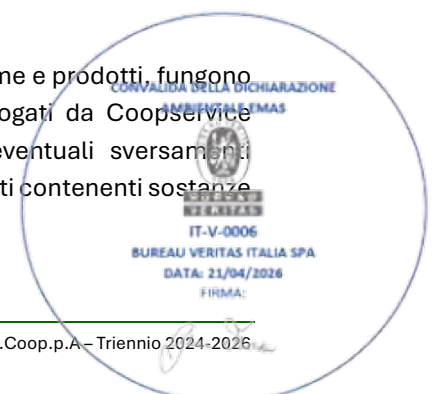 me e prodotti, fungono
CONVALIDA DELLA DICHIARAZIONE
ogati da Coopservice
AMBIENTALE EMAS
eventuali sversamenti
ti contenenti sostanze
BUREAU
VERITAS
IT-V-0006
BUREAU VERITAS ITALIA SPA
DATA: 21/04/2026
FIRMA:
.Coop.p.A – Triennio 2024-2026